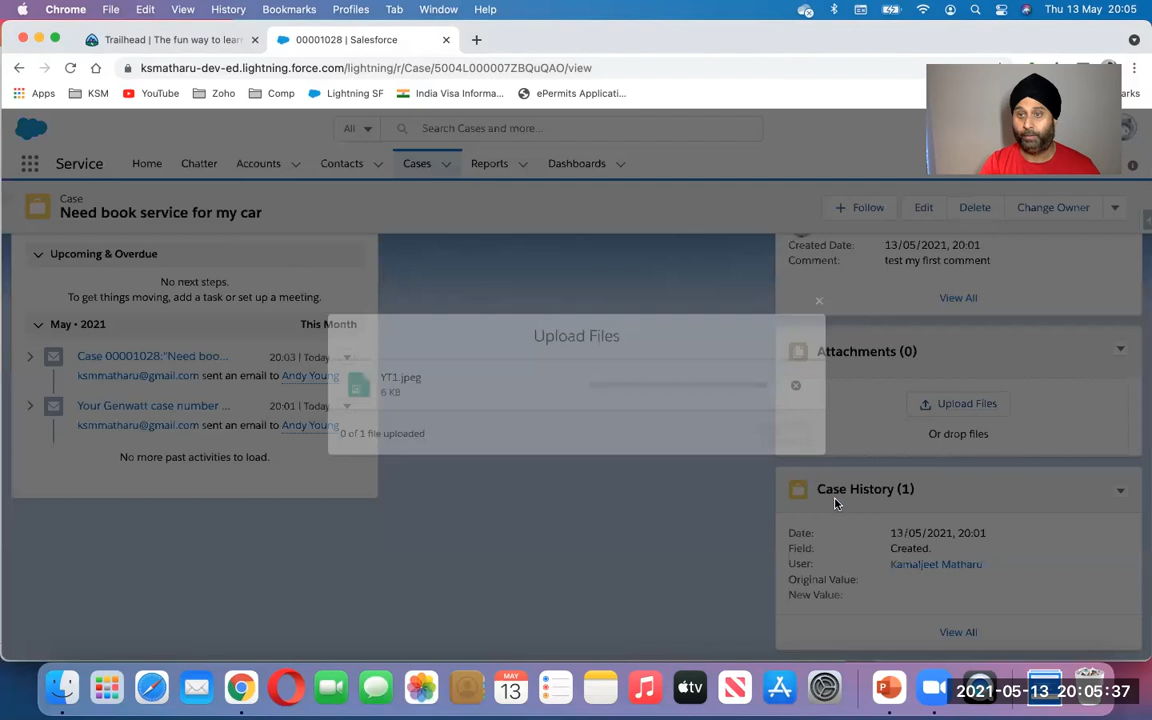 Chrome File Edit View History Bookmarks Profiles Tab Window Help Thu 13 May 20:05
Trailhead | The fun way to lear
00001028 | Salesforce
ksmatharu-dev-ed.lightning.force.com/lightning/r/Case/5004L000007ZBQuQAO/view
Apps KSM YouTube Zoho Comp Lightning SF India Visa Informa... ePermits Applicati...
All Search Cases and more...
Service Home Chatter Accounts Contacts Cases Reports Dashboards
Case
Need book service for my car
Follow Edit Delete Change Owner
Upcoming & Overdue
No next steps.
To get things moving, add a task or set up a meeting.
May • 2021 This Month
Case 00001028:"Need boo... 20:03 | Today
ksmmatharu@gmail.com sent an email to Andy Young
Your Genwatt case number ... 20:01 | Today
ksmmatharu@gmail.com sent an email to Andy Young
No more past activities to load.
Upload Files
YT1.jpeg
6 KB
0 of 1 file uploaded
Created Date: 13/05/2021, 20:01
Comment: test my first comment
View All
Attachments (0)
Upload Files
Or drop files
Case History (1)
Date: 13/05/2021, 20:01
Field: Created.
User: Kamaljeet Matharu
Original Value:
New Value:
View All
MAY
13
tv
2021-05-13 20:05:37